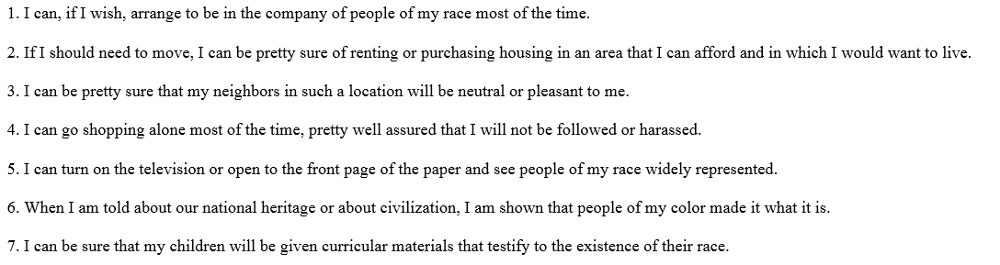 1. I can, if I wish, arrange to be in the company of people of my race most of the time.
2. If I should need to move, I can be pretty sure of renting or purchasing housing in an area that I can afford and in which I would want to live.
3. I can be pretty sure that my neighbors in such a location will be neutral or pleasant to me.
4. I can go shopping alone most of the time, pretty well assured that I will not be followed or harassed.
5. I can turn on the television or open to the front page of the paper and see people of my race widely represented.
6. When I am told about our national heritage or about civilization, I am shown that people of my color made it what it is.
7. I can be sure that my children will be given curricular materials that testify to the existence of their race.